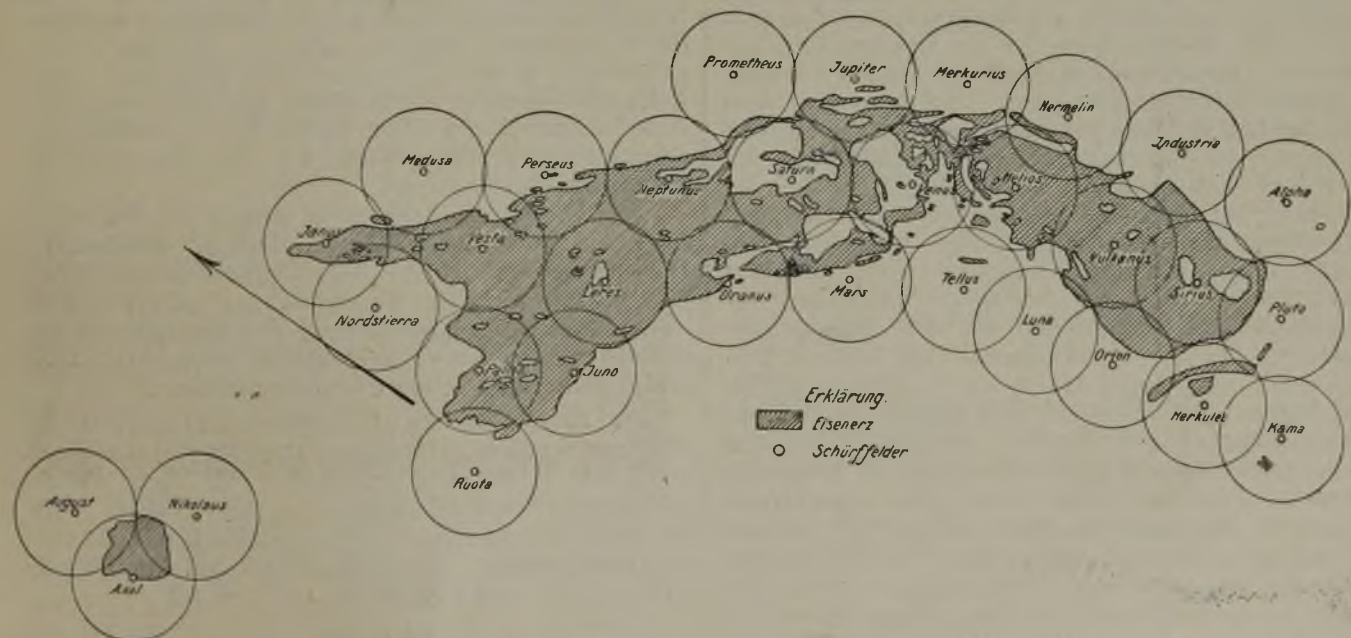 Prometheus
Jupiter
Merkurius
Hermelin
Industria
Alpha
Medusa
Perseus
Neptunus
Saturn
Venus
Helios
Janus
Vesta
Ceres
Uranus
Mars
Tellus
Vulkanus
Sirius
Pluto
Nordstierra
Luna
Orion
Juno
Herkules
Kama
Ruota
August
Nikolaus
Axel
Erklärung.
Eisenerz
Schürffelder